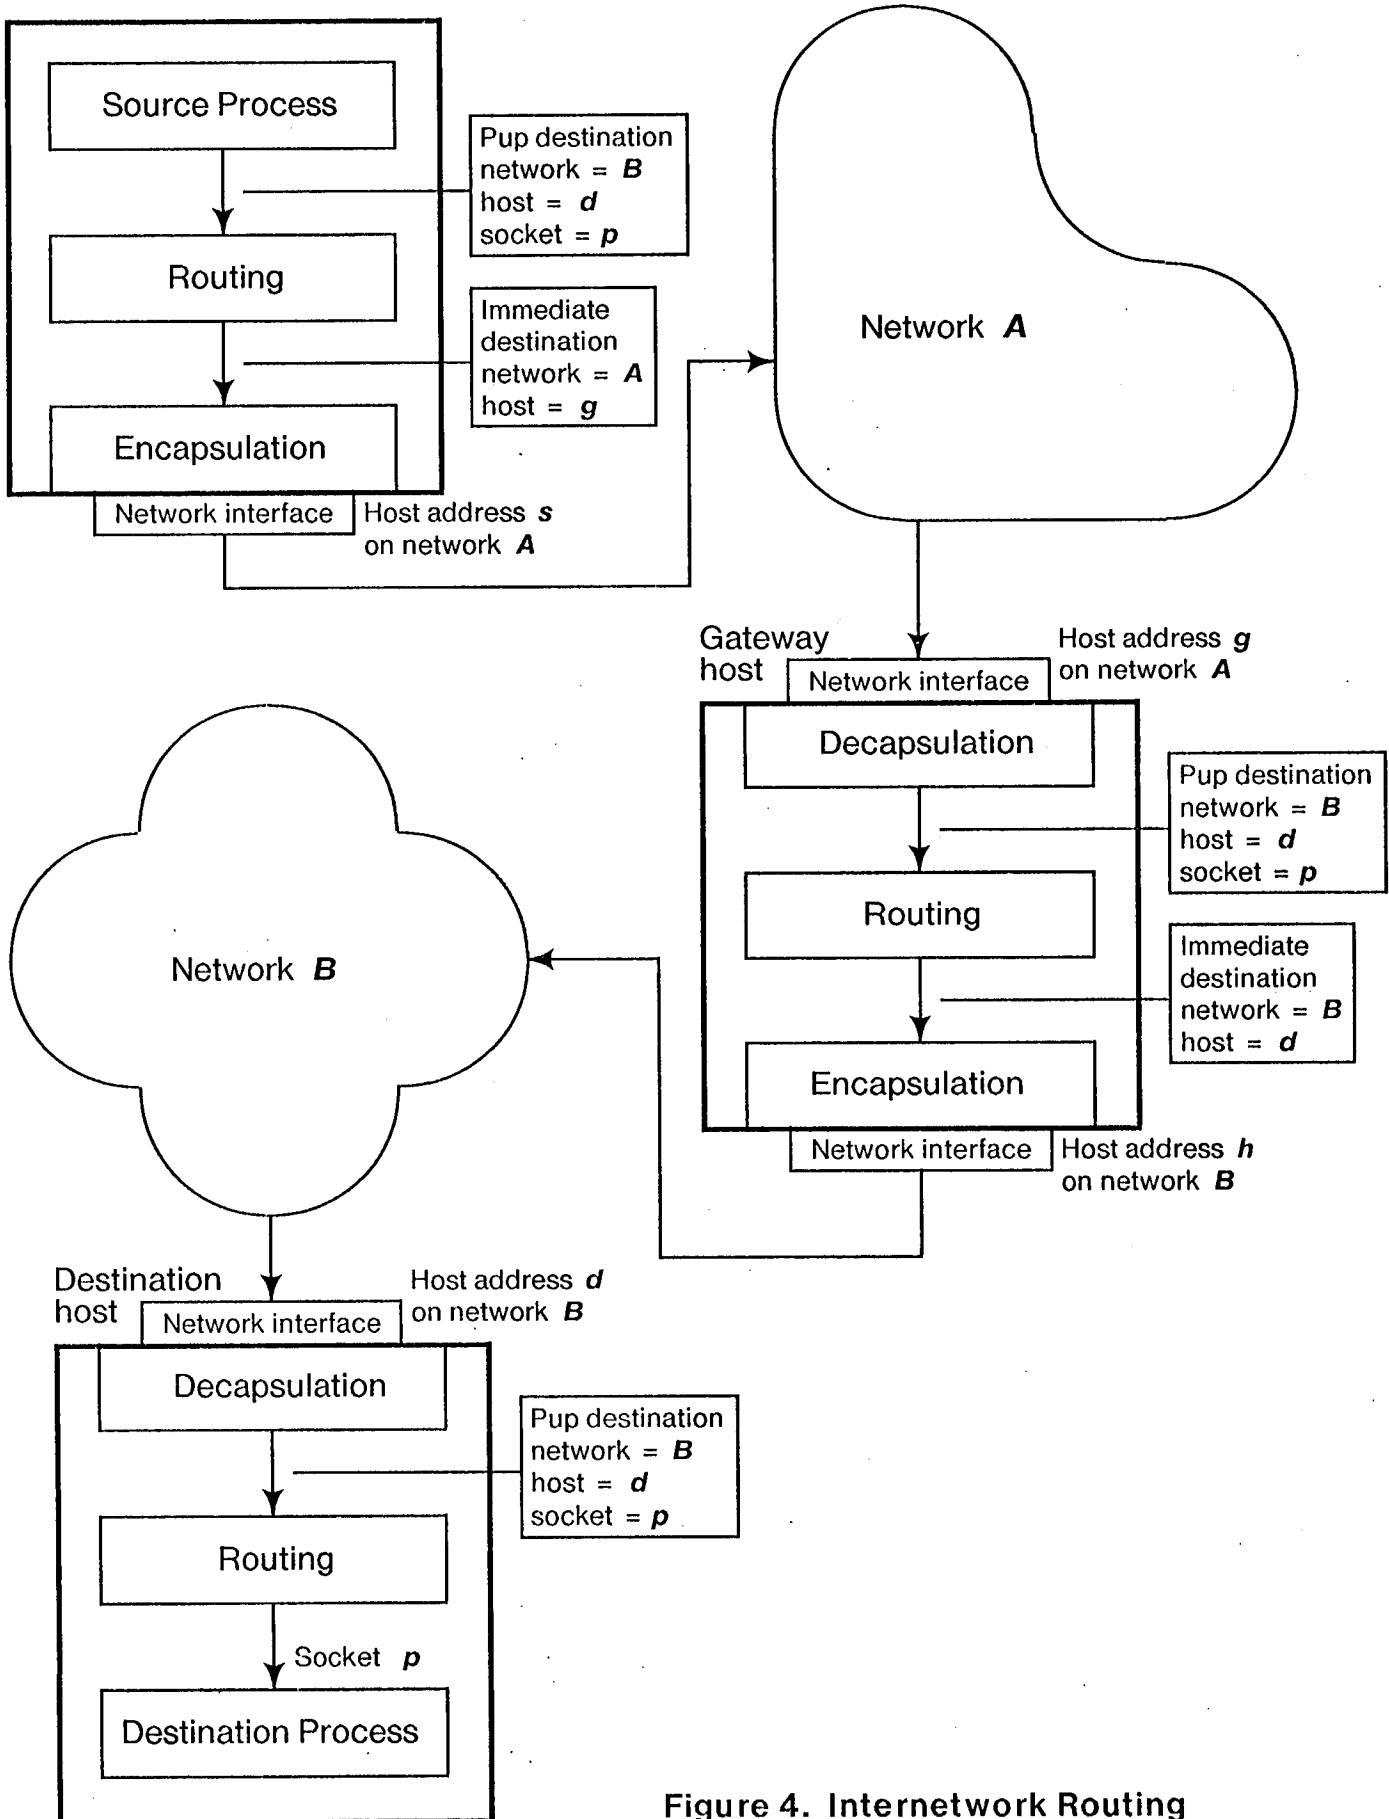 Source Process
Pup destination
network = B
host = d
socket = p
Routing
Immediate
destination
network = A
host = g
Encapsulation
Network interface
Host address s
on network A
Network A
Gateway
host
Host address g
on network A
Network interface
Decapsulation
Pup destination
network = B
host = d
socket = p
Routing
Immediate
destination
network = B
host = d
Encapsulation
Network interface
Host address h
on network B
Network B
Destination
host
Host address d
on network B
Network interface
Decapsulation
Pup destination
network = B
host = d
socket = p
Routing
Socket p
Destination Process
Figure 4. Internetwork Routing